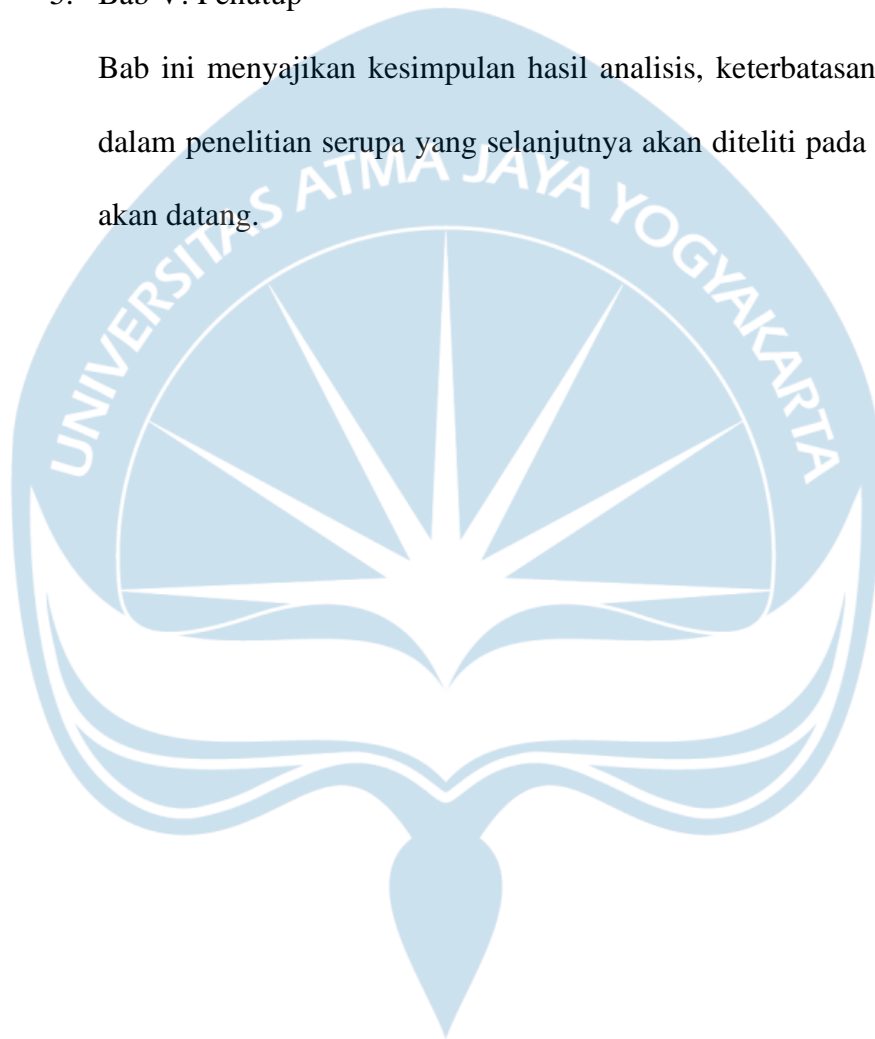 Bab V: Penutup
Bab ini menyajikan kesimpulan hasil analisis, keterbatasan
dalam penelitian serupa yang selanjutnya akan diteliti pada
akan datang.
UNIVERSITAS ATMA JAYA YOGYAKARTA